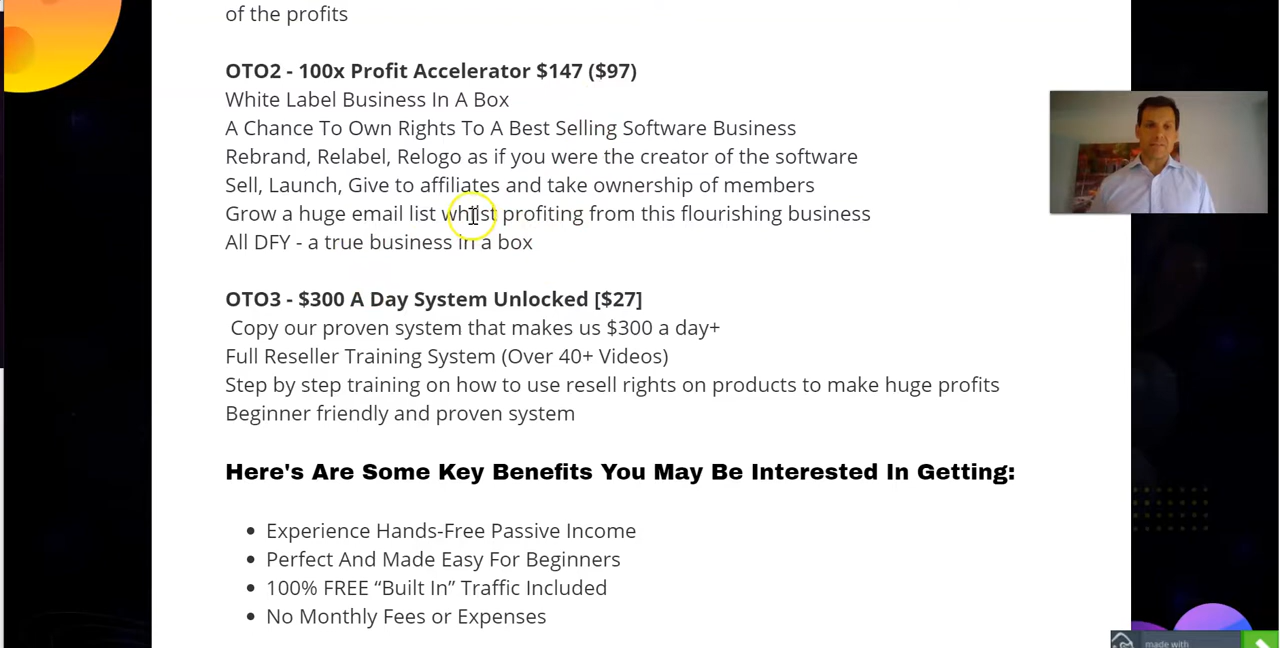 of the profits
OTO2 - 100x Profit Accelerator $147 ($97)
White Label Business In A Box
A Chance To Own Rights To A Best Selling Software Business
Rebrand, Relabel, Relogo as if you were the creator of the software
Sell, Launch, Give to affiliates and take ownership of members
Grow a huge email list whilst profiting from this flourishing business
All DFY - a true business in a box
OTO3 - $300 A Day System Unlocked [$27]
Copy our proven system that makes us $300 a day+
Full Reseller Training System (Over 40+ Videos)
Step by step training on how to use resell rights on products to make huge profits
Beginner friendly and proven system
Here's Are Some Key Benefits You May Be Interested In Getting:
• Experience Hands-Free Passive Income
• Perfect And Made Easy For Beginners
• 100% FREE “Built In” Traffic Included
• No Monthly Fees or Expenses
made with